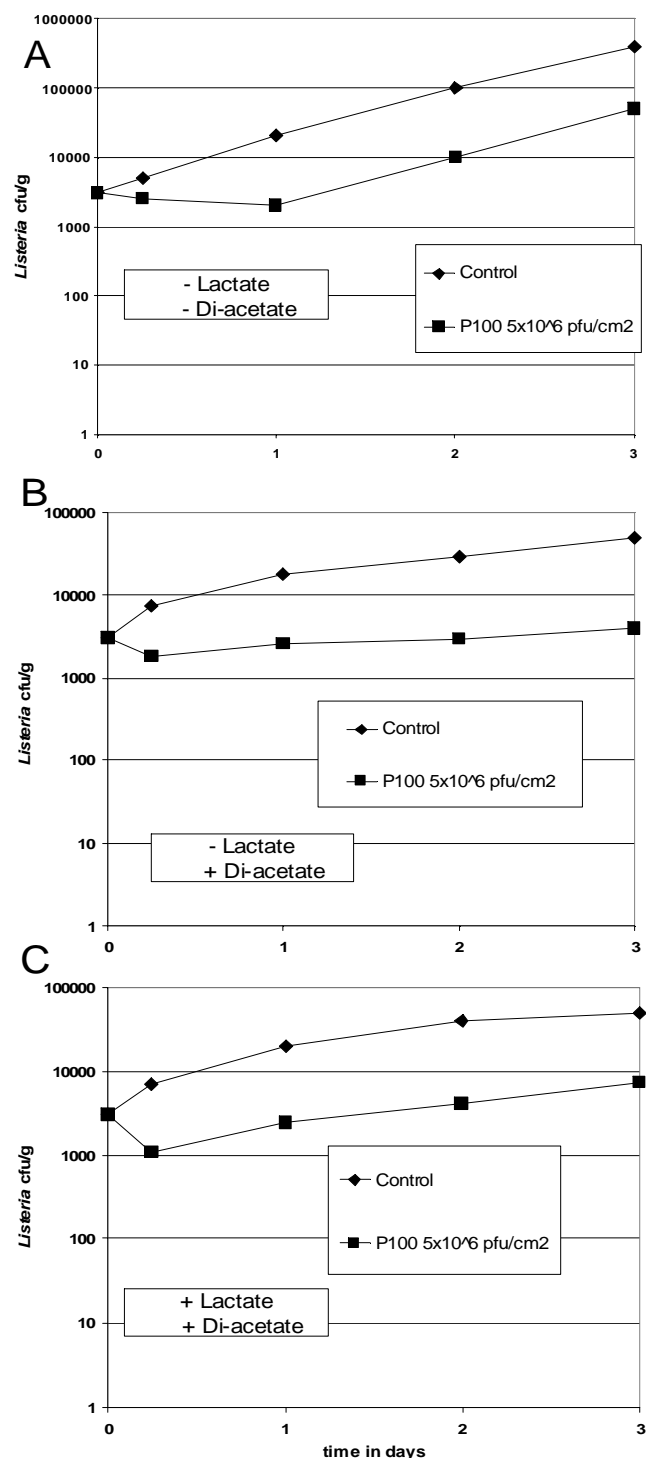 A
1000000
100000
10000
1000
100
10
1
Listeria cfu/g
- Lactate
- Di-acetate
Control
P100 5x10^6 pfu/cm2
0 1 2 3
B
100000
10000
1000
100
10
1
Listeria cfu/g
Control
P100 5x10^6 pfu/cm2
- Lactate
+ Di-acetate
0 1 2 3
C
100000
10000
1000
100
10
1
Listeria cfu/g
Control
P100 5x10^6 pfu/cm2
+ Lactate
+ Di-acetate
0 1 2 3
time in days